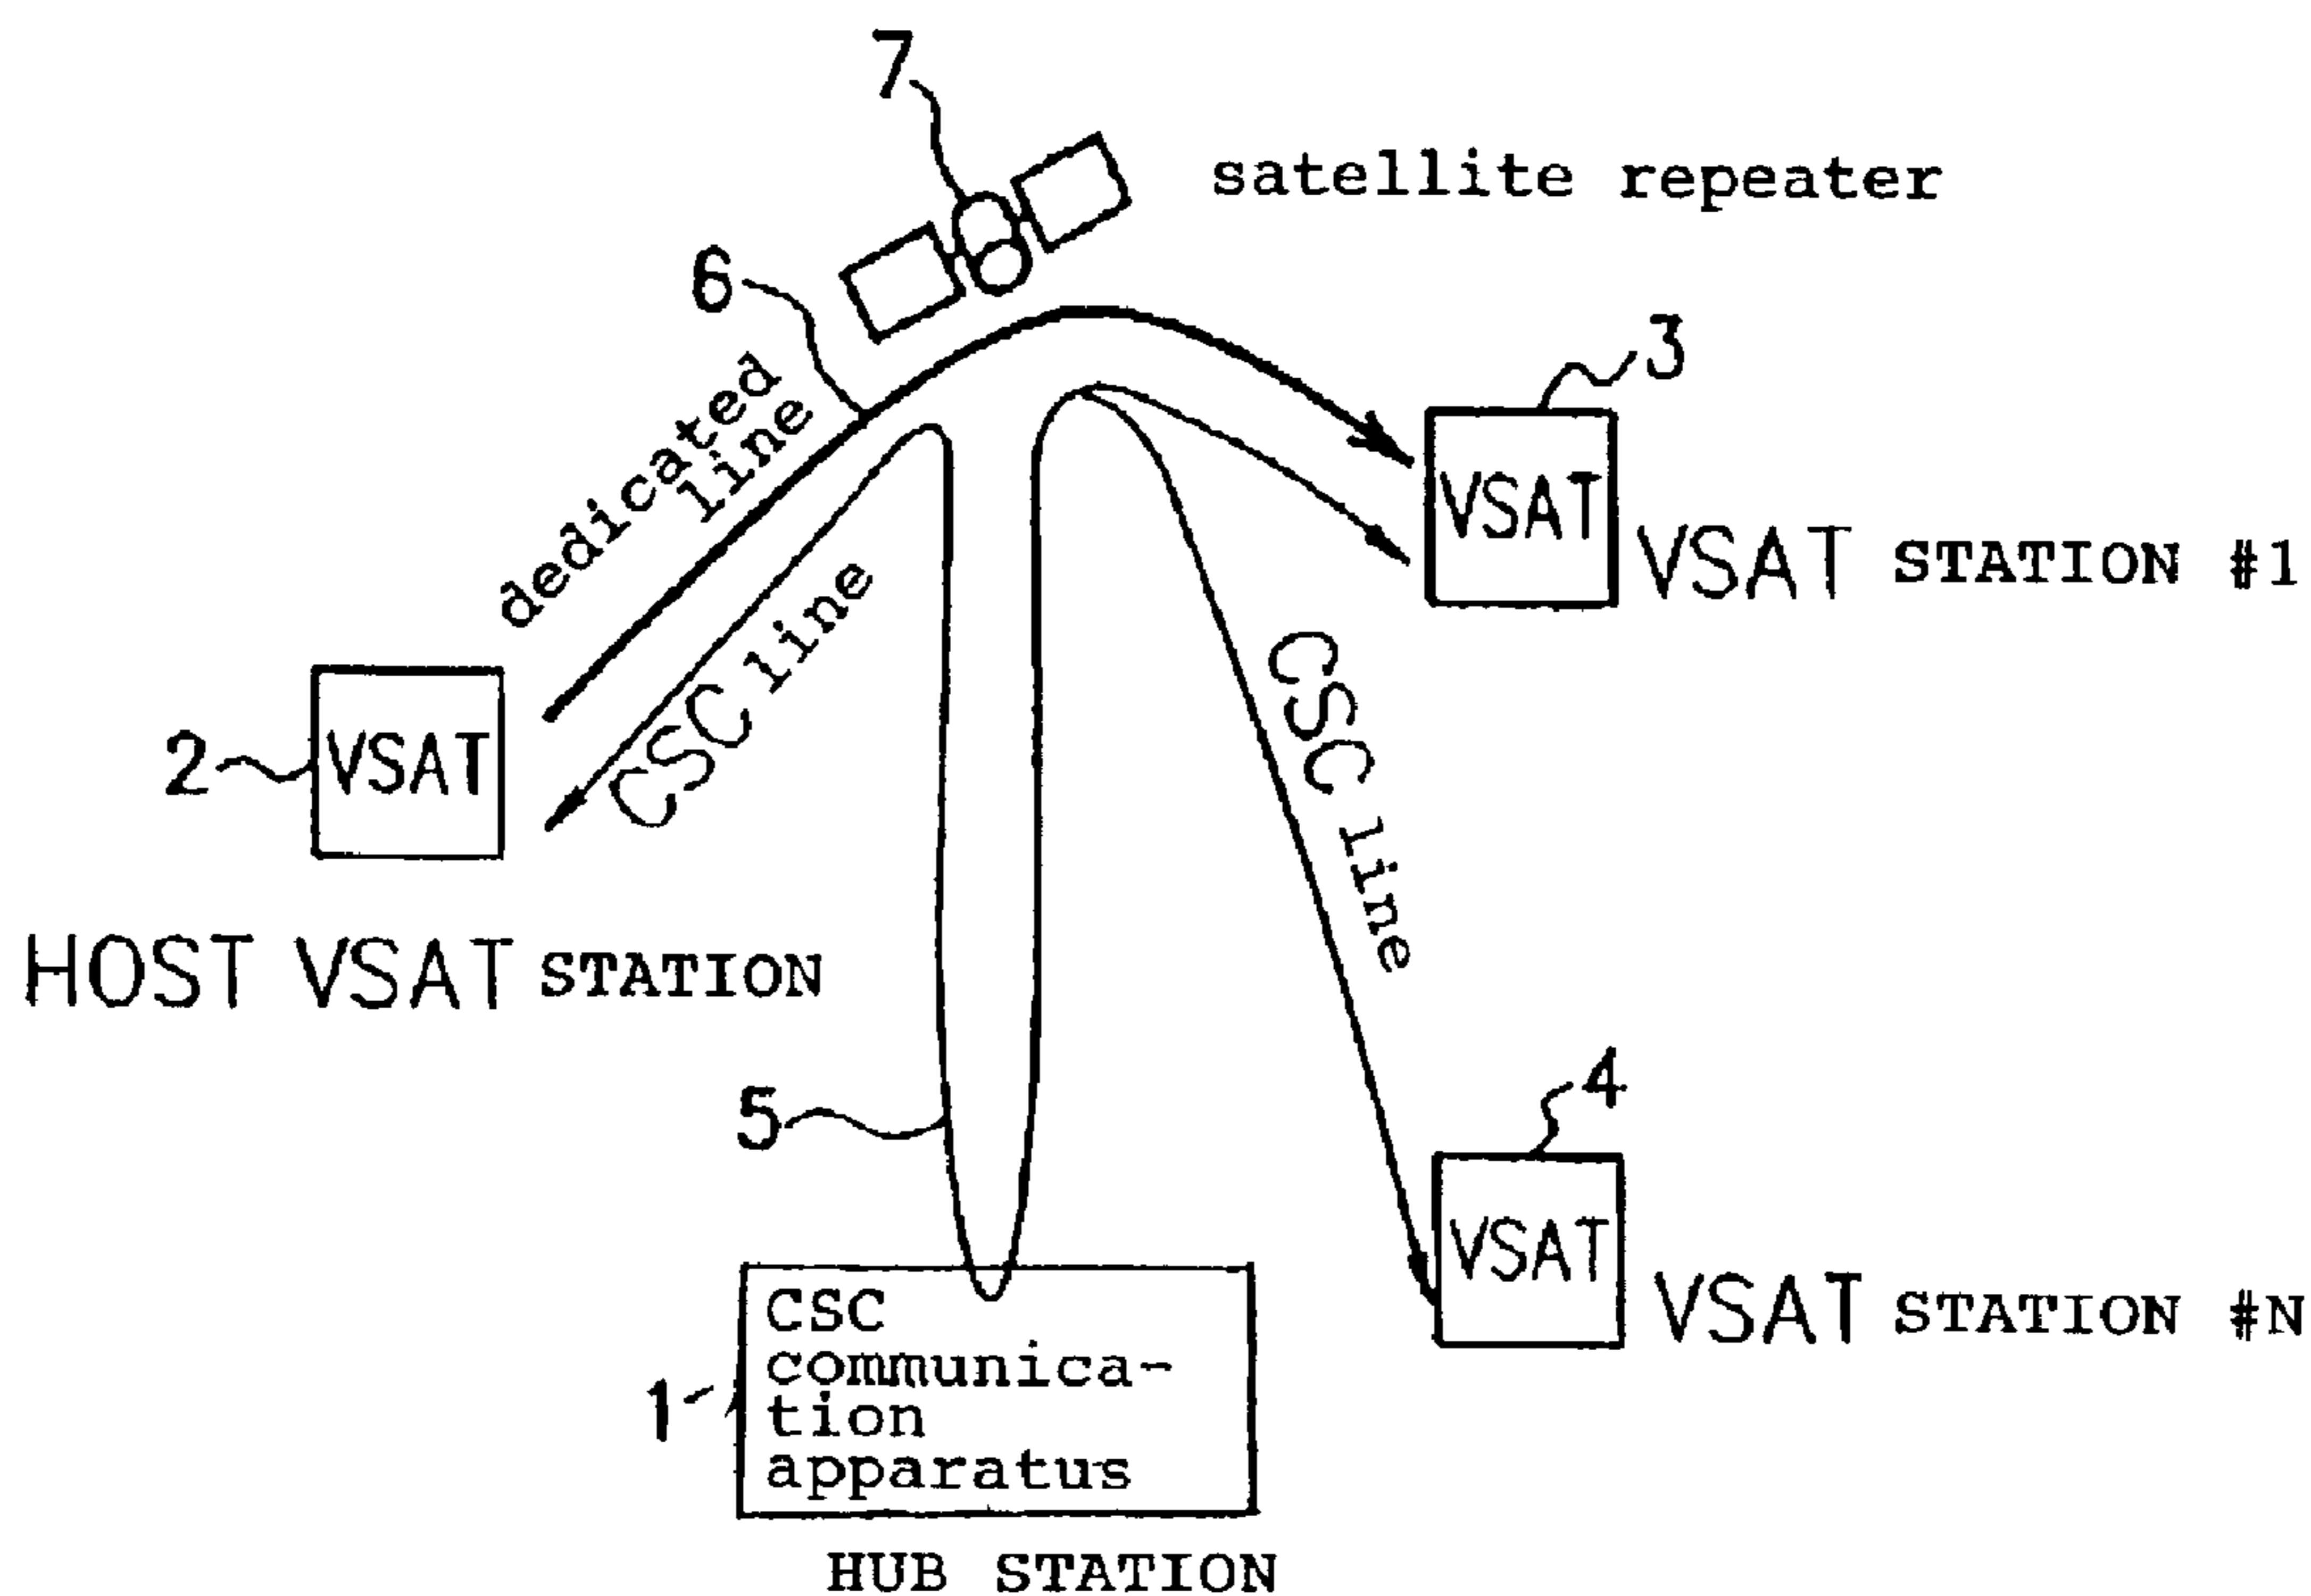 7
satellite repeater
6
dedicated
line
3
VSAT
VSAT STATION #1
CSC line
CSC line
2
VSAT
HOST VSAT STATION
5
4
VSAT
VSAT STATION #N
1
CSC
communica-
tion
apparatus
HUB STATION